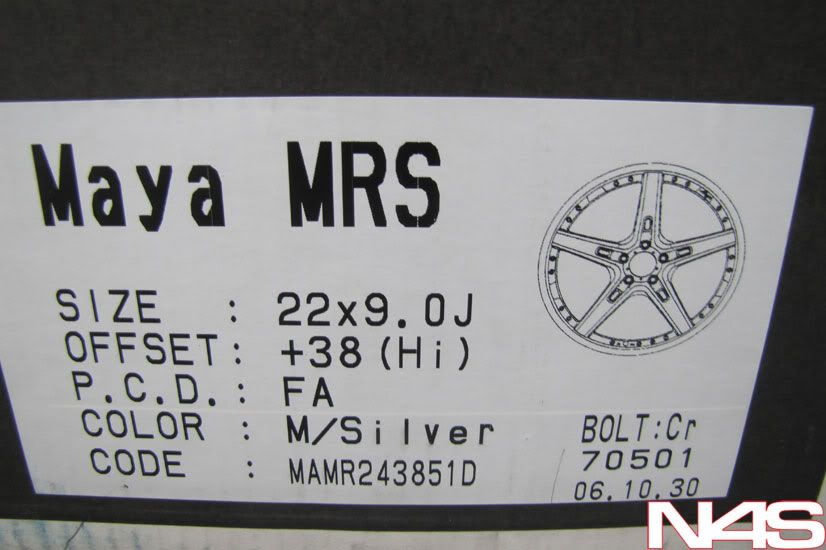 Maya MRS
SIZE : 22x9.0J
OFFSET: +38(Hi)
P.C.D.: FA
COLOR : M/Silver
CODE : MAMR243851D
BOLT:Cr
70501
06.10.30
N4S